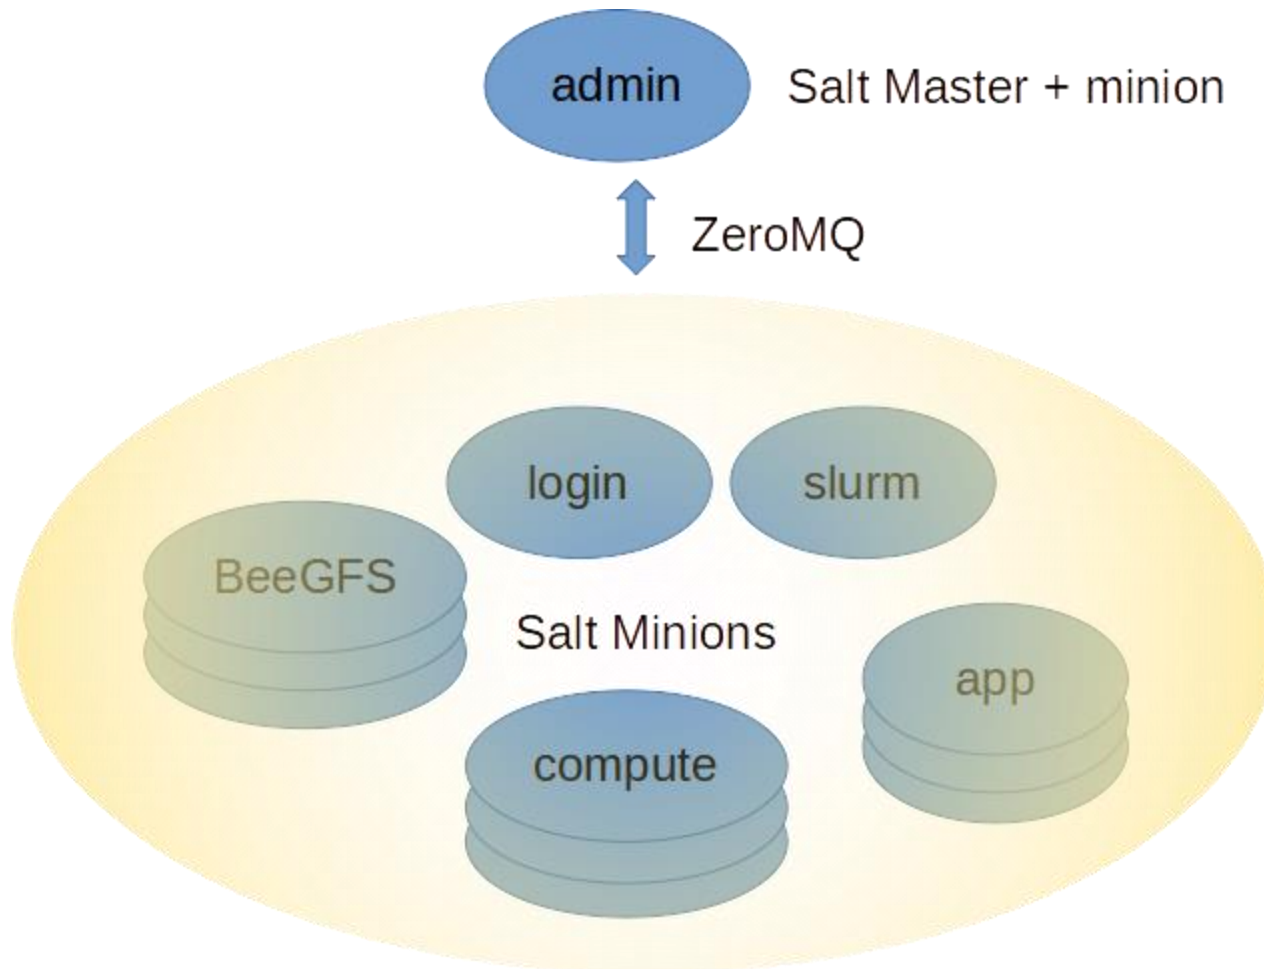 admin
Salt Master + minion
ZeroMQ
login
slurm
BeeGFS
Salt Minions
app
compute